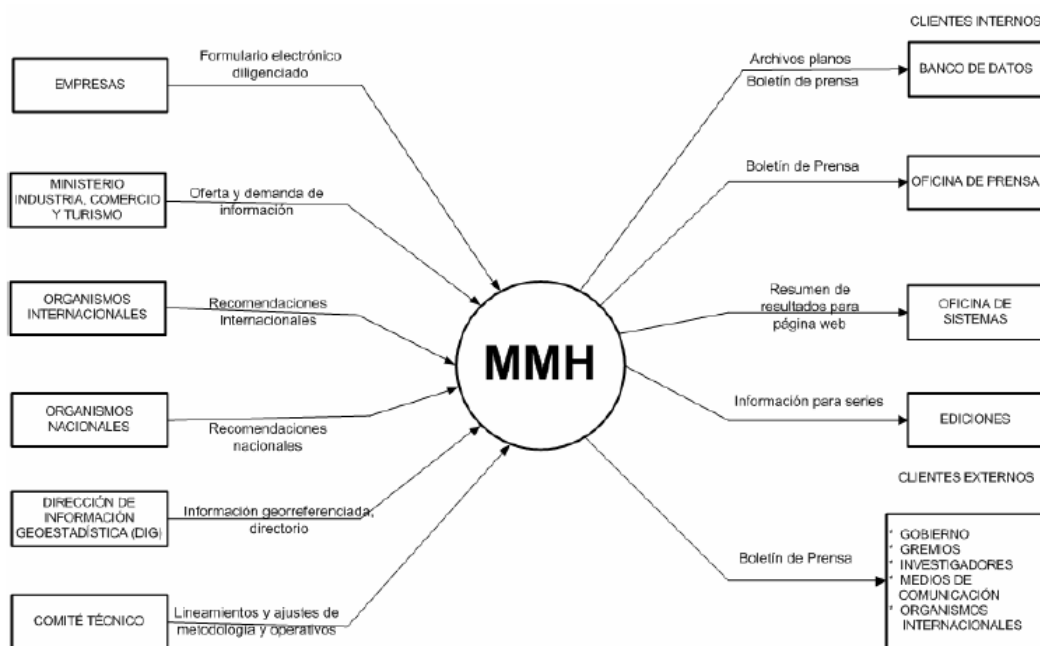 EMPRESAS
Formulario electrónico
diligenciado
MINISTERIO
INDUSTRIA, COMERCIO
Y TURISMO
Oferta y demanda de
información
ORGANISMOS
INTERNACIONALES
Recomendaciones
Internacionales
ORGANISMOS
NACIONALES
Recomendaciones
nacionales
DIRECCIÓN DE
INFORMACIÓN
GEOESTADÍSTICA (DIG)
Información georreferenciada,
directorio
COMITÉ TÉCNICO
Lineamientos y ajustes de
metodología y operativos
MMH
CLIENTES INTERNOS
Archivos planos
Boletín de prensa
BANCO DE DATOS
Boletín de Prensa
OFICINA DE PRENSA
Resumen de
resultados para
página web
OFICINA DE
SISTEMAS
Información para series
EDICIONES
CLIENTES EXTERNOS
Boletín de Prensa
* GOBIERNO
* GREMIOS
* INVESTIGADORES
* MEDIOS DE
COMUNICACIÓN
* ORGANISMOS
INTERNACIONALES